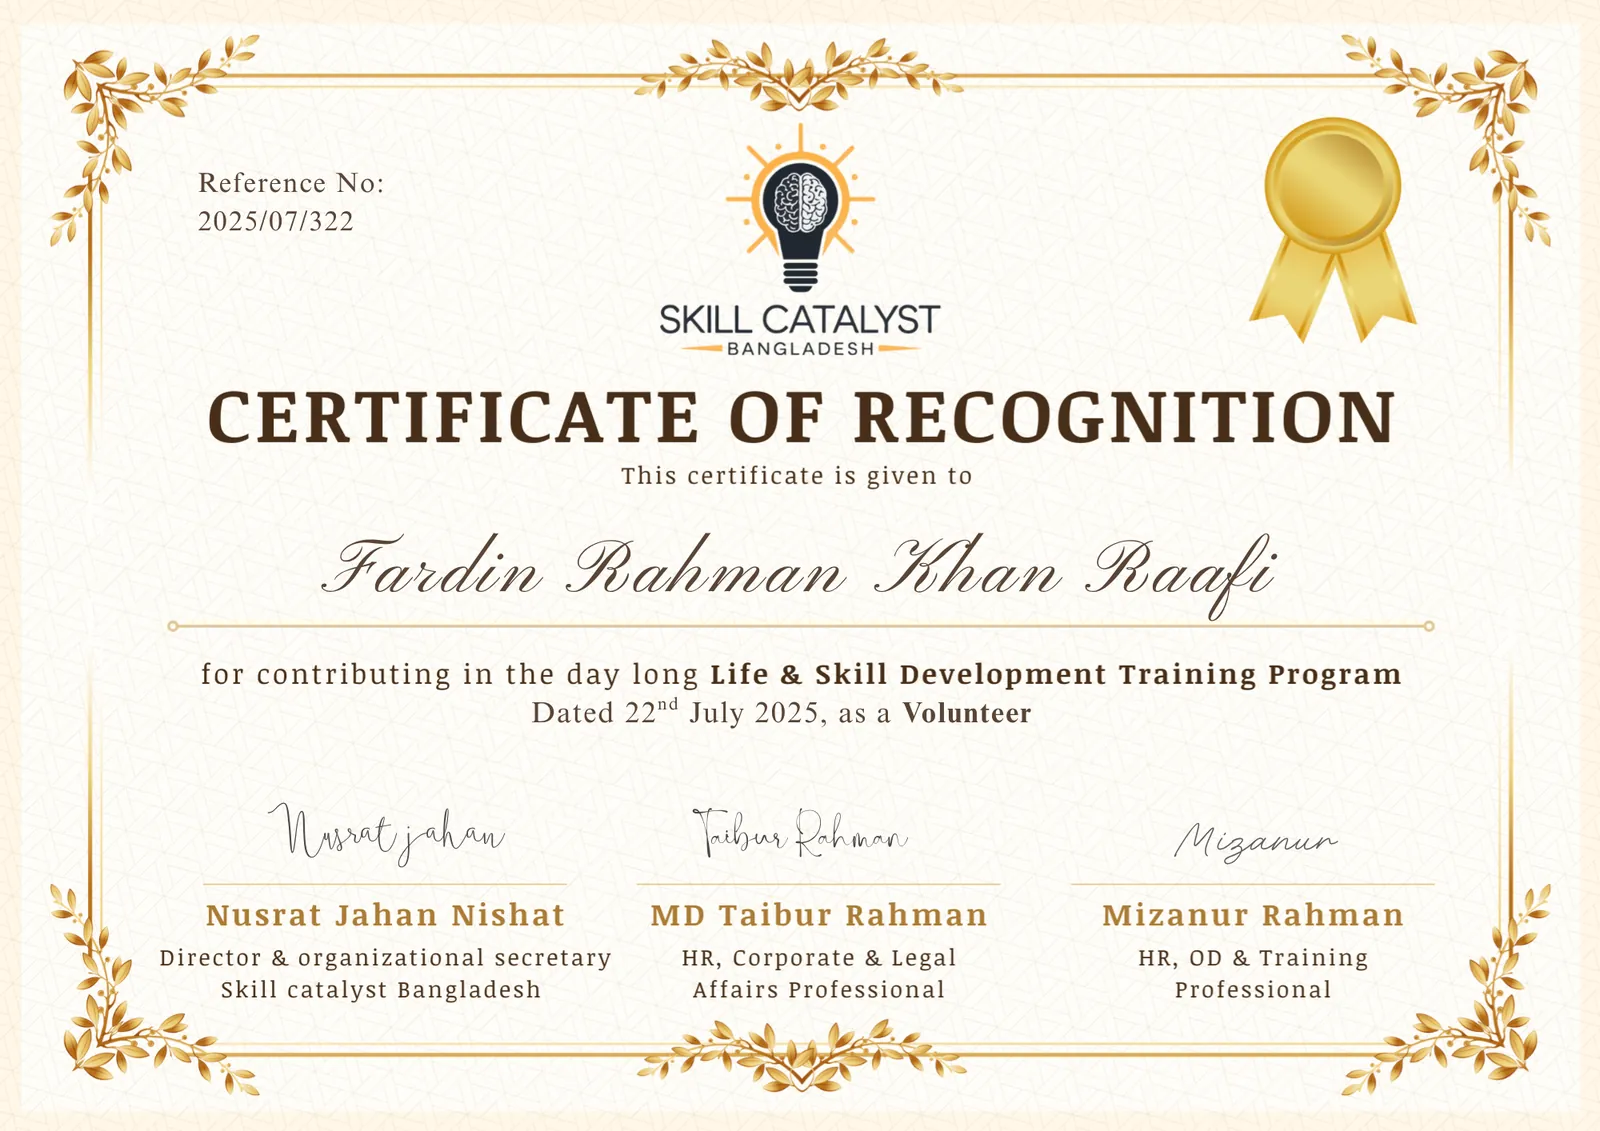 Reference No:
2025/07/322
SKILL CATALYST
BANGLADESH
CERTIFICATE OF RECOGNITION
This certificate is given to
Fardin Rahman Khan Raafi
for contributing in the day long Life & Skill Development Training Program
Dated 22nd July 2025, as a Volunteer
Nusrat jahan
Taibur Rahman
Mizanur
Nusrat Jahan Nishat
MD Taibur Rahman
Mizanur Rahman
Director & organizational secretary
Skill catalyst Bangladesh
HR, Corporate & Legal
Affairs Professional
HR, OD & Training
Professional